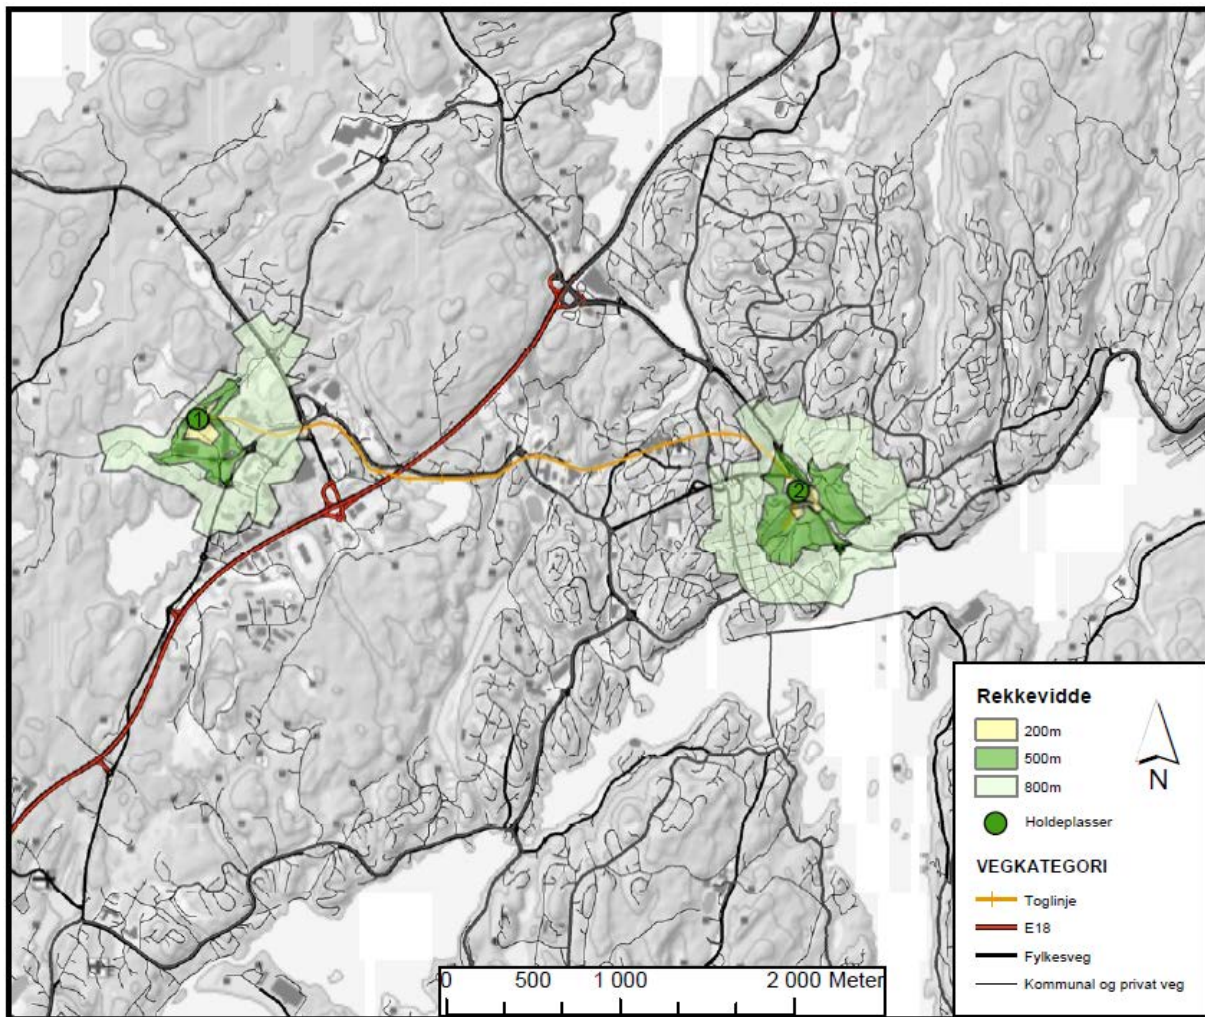 1
2
Rekkevidde
200m
500m
800m
Holdeplasser
N
VEGKATEGORI
Toglinje
E18
Fylkesveg
Kommunal og privat veg
0 500 1 000 2 000 Meter